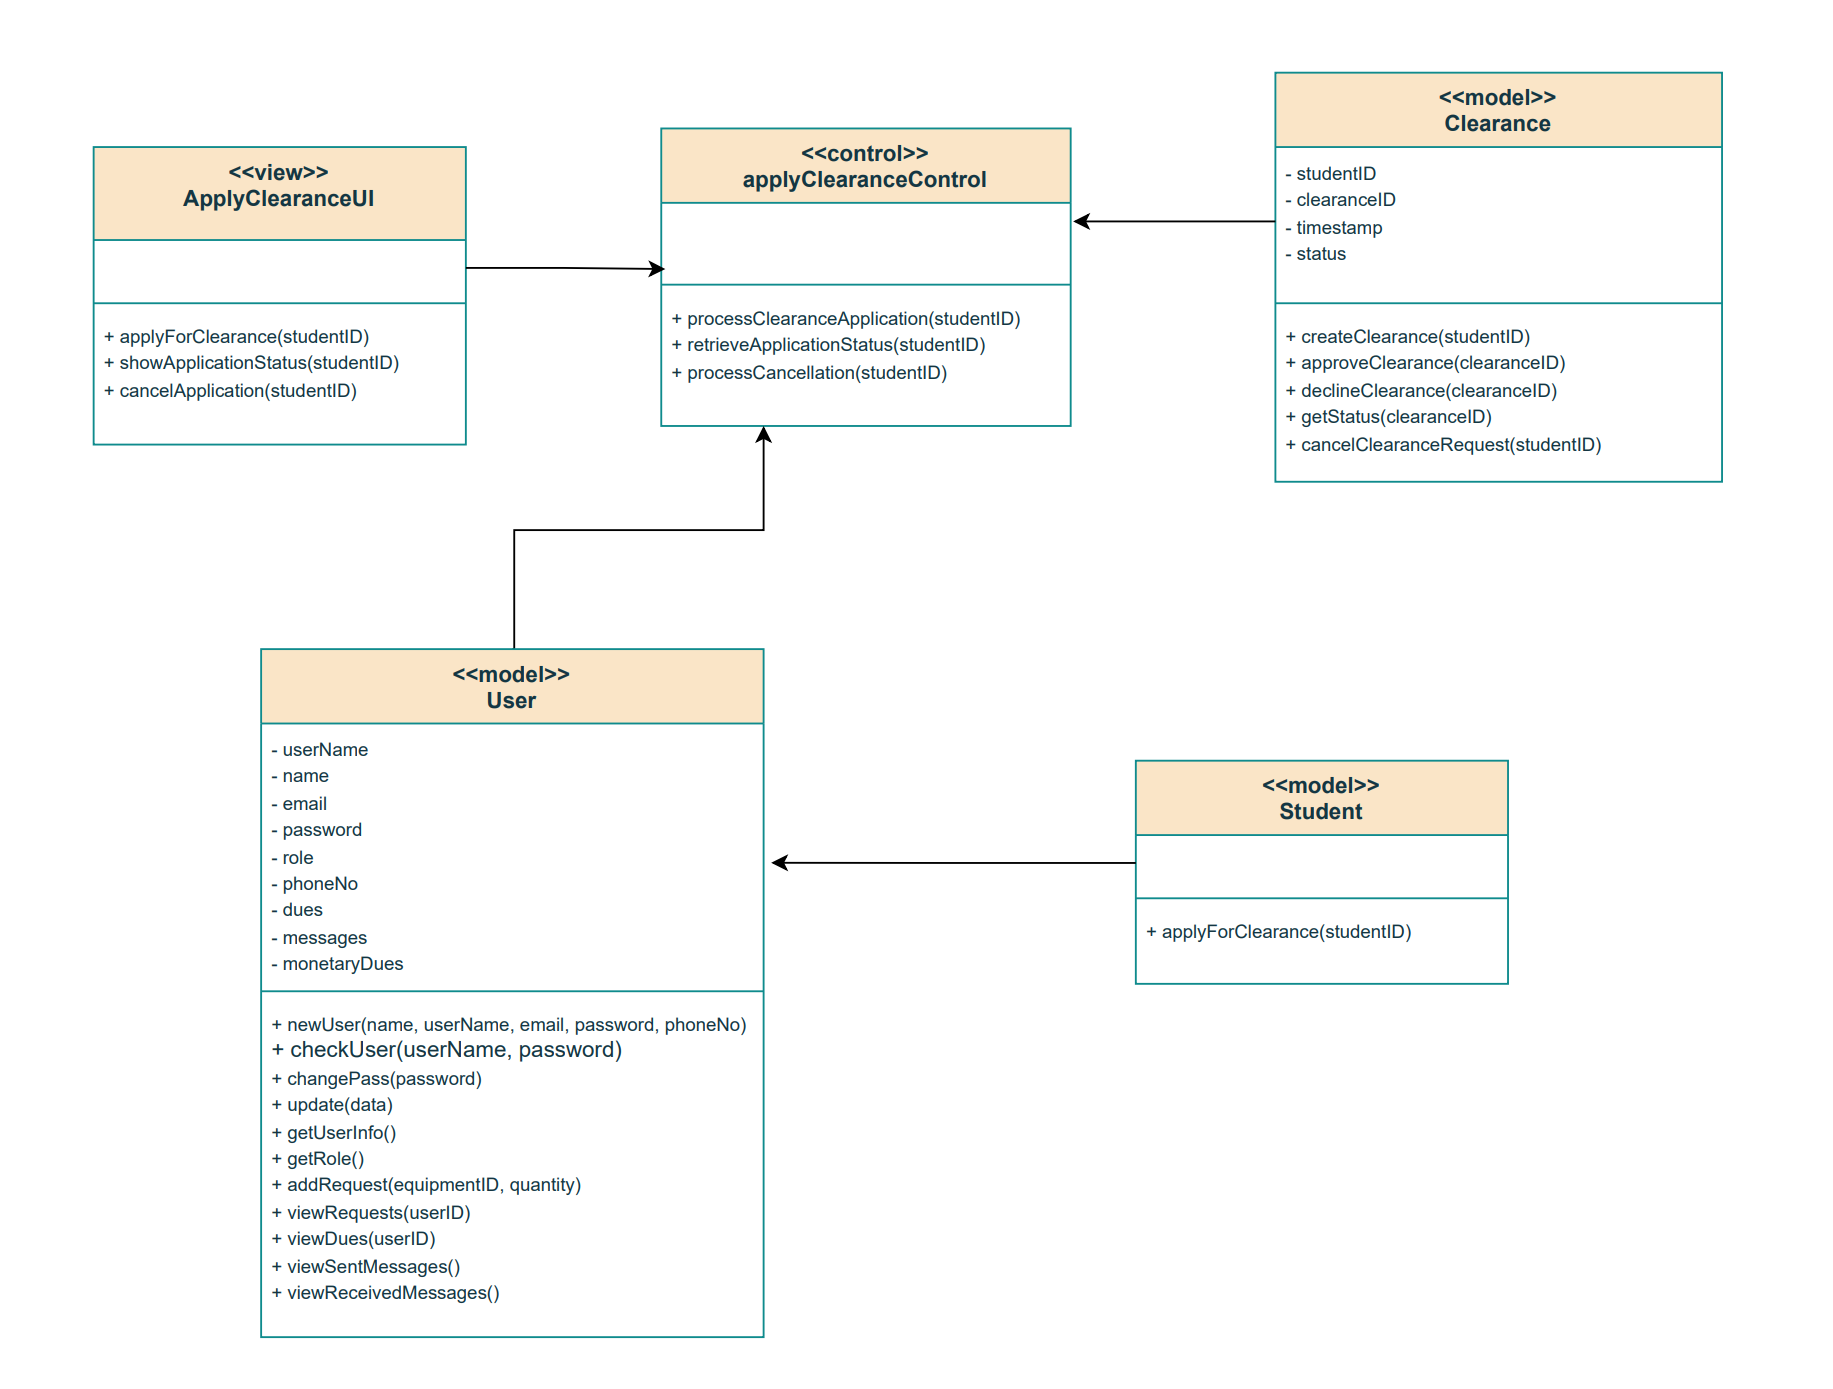 <<view>>
ApplyClearanceUI
+ applyForClearance(studentID)
+ showApplicationStatus(studentID)
+ cancelApplication(studentID)
<<control>>
applyClearanceControl
+ processClearanceApplication(studentID)
+ retrieveApplicationStatus(studentID)
+ processCancellation(studentID)
<<model>>
Clearance
- studentID
- clearanceID
- timestamp
- status
+ createClearance(studentID)
+ approveClearance(clearanceID)
+ declineClearance(clearanceID)
+ getStatus(clearanceID)
+ cancelClearanceRequest(studentID)
<<model>>
User
- userName
- name
- email
- password
- role
- phoneNo
- dues
- messages
- monetaryDues
+ newUser(name, userName, email, password, phoneNo)
+ checkUser(userName, password)
+ changePass(password)
+ update(data)
+ getUserInfo()
+ getRole()
+ addRequest(equipmentID, quantity)
+ viewRequests(userID)
+ viewDues(userID)
+ viewSentMessages()
+ viewReceivedMessages()
<<model>>
Student
+ applyForClearance(studentID)